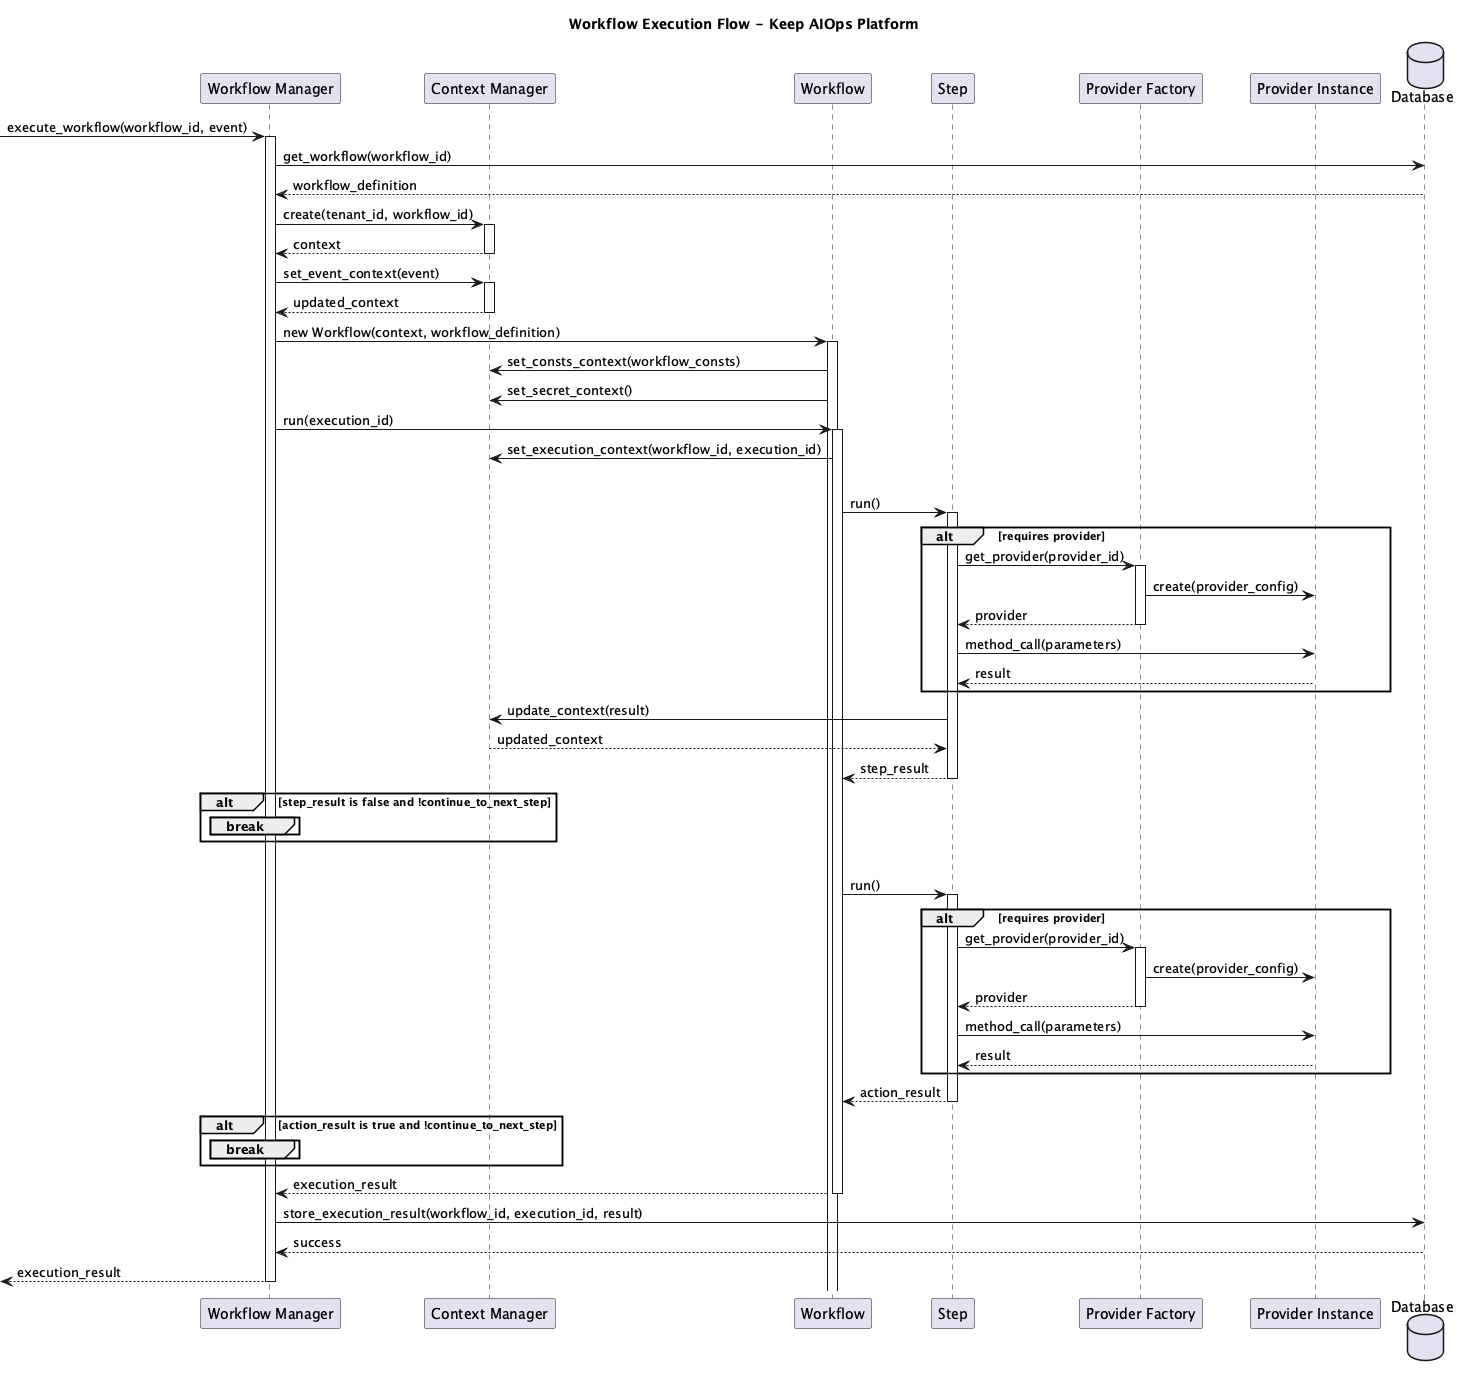 Workflow Execution Flow - Keep AIOps Platform
Workflow Manager
Context Manager
Workflow
Step
Provider Factory
Provider Instance
Database
execute_workflow(workflow_id, event)
get_workflow(workflow_id)
workflow_definition
create(tenant_id, workflow_id)
context
set_event_context(event)
updated_context
new Workflow(context, workflow_definition)
set_consts_context(workflow_consts)
set_secret_context()
run(execution_id)
set_execution_context(workflow_id, execution_id)
run()
alt [requires provider]
get_provider(provider_id)
create(provider_config)
provider
method_call(parameters)
result
update_context(result)
updated_context
step_result
alt [step_result is false and !continue_to_next_step]
break
run()
alt [requires provider]
get_provider(provider_id)
create(provider_config)
provider
method_call(parameters)
result
action_result
alt [action_result is true and !continue_to_next_step]
break
execution_result
store_execution_result(workflow_id, execution_id, result)
success
execution_result
Workflow Manager
Context Manager
Workflow
Step
Provider Factory
Provider Instance
Database